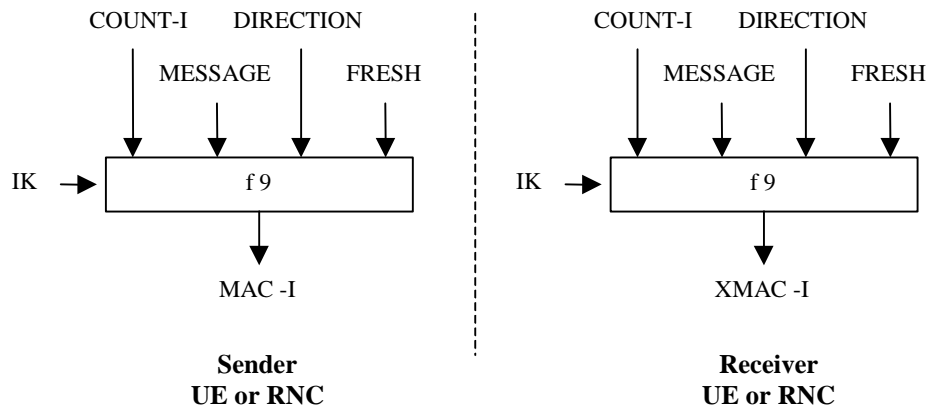 COUNT-I DIRECTION
MESSAGE FRESH
IK f 9
MAC -I
Sender
UE or RNC
COUNT-I DIRECTION
MESSAGE FRESH
IK f 9
XMAC -I
Receiver
UE or RNC